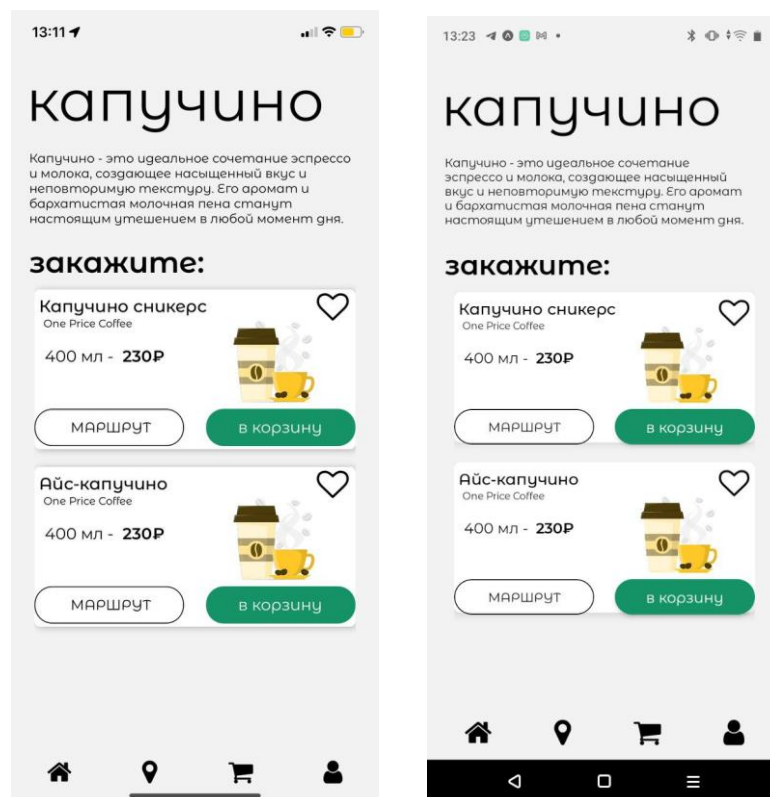 13:11
капучино
Капучино - это идеальное сочетание эспрессо
и молока, создающее насыщенный вкус и
неповторимую текстуру. Его аромат и
бархатистая молочная пена станут
настоящим утешением в любой момент дня.
закажите:
Капучино сникерс
One Price Coffee
400 мл - 230₽
МАРШРУТ
в корзину
Айс-капучино
One Price Coffee
400 мл - 230₽
МАРШРУТ
в корзину
13:23
капучино
Капучино - это идеальное сочетание
эспрессо и молока, создающее насыщенный
вкус и неповторимую текстуру. Его аромат
и бархатистая молочная пена станут
настоящим утешением в любой момент дня.
закажите:
Капучино сникерс
One Price Coffee
400 мл - 230₽
МАРШРУТ
в корзину
Айс-капучино
One Price Coffee
400 мл - 230₽
МАРШРУТ
в корзину